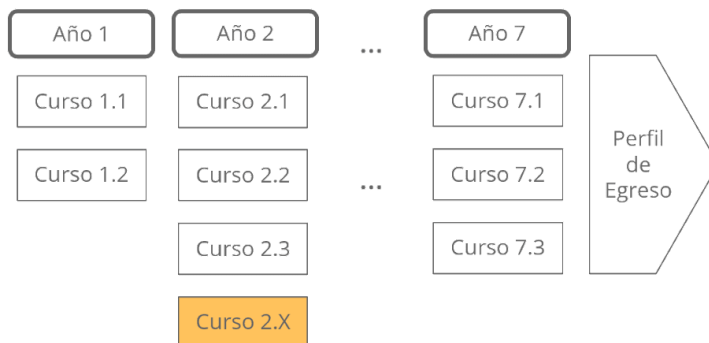 Año 1
Año 2
...
Año 7
Curso 1.1
Curso 2.1
Curso 7.1
Curso 1.2
Curso 2.2
...
Curso 7.2
Curso 2.3
Curso 7.3
Curso 2.X
Perfil
de
Egreso